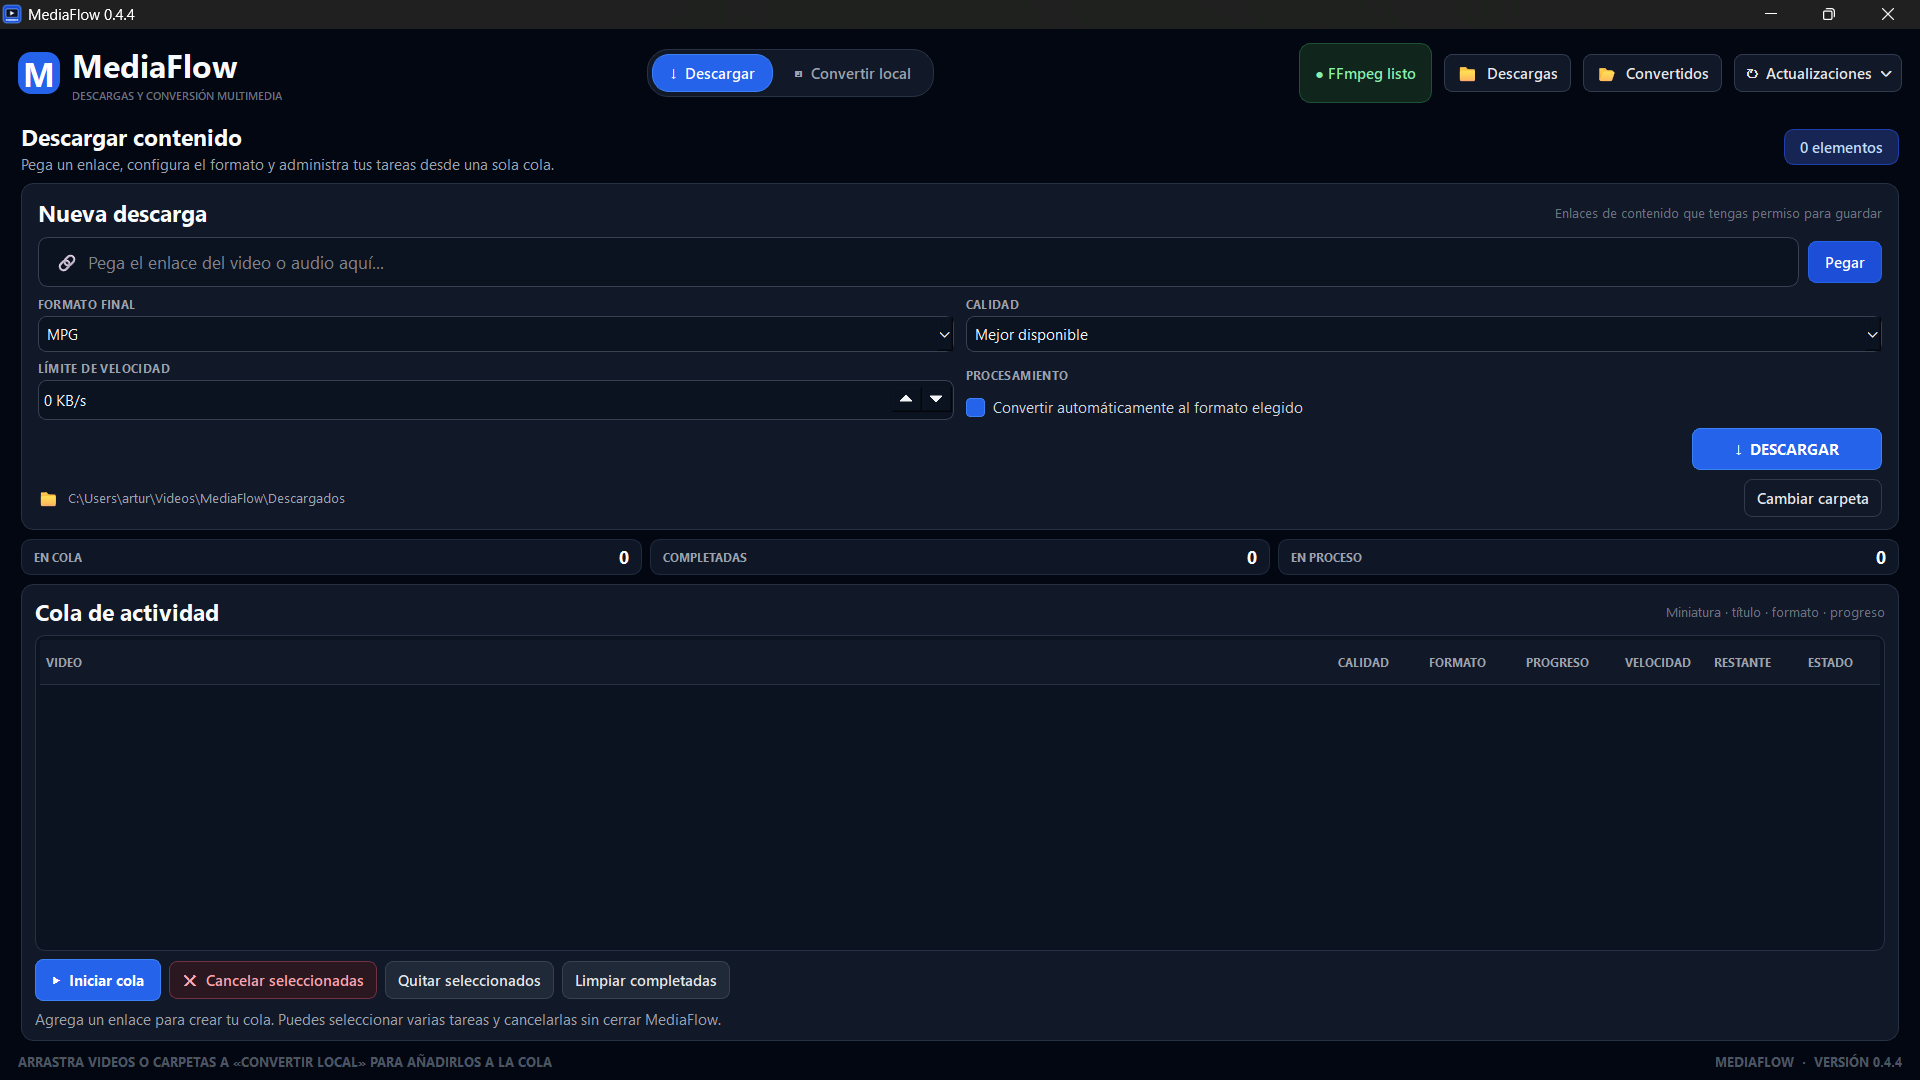 MediaFlow 0.4.4
M MediaFlow
DESCARGAS Y CONVERSIÓN MULTIMEDIA
↓ Descargar
Convertir local
● FFmpeg listo
Descargas
Convertidos
↻ Actualizaciones
Descargar contenido
Pega un enlace, configura el formato y administra tus tareas desde una sola cola.
0 elementos
Nueva descarga
Enlaces de contenido que tengas permiso para guardar
Pega el enlace del video o audio aquí...
Pegar
FORMATO FINAL
CALIDAD
MPG
Mejor disponible
LÍMITE DE VELOCIDAD
PROCESAMIENTO
0 KB/s
Convertir automáticamente al formato elegido
↓ DESCARGAR
C:\Users\artur\Videos\MediaFlow\Descargados
Cambiar carpeta
EN COLA 0
COMPLETADAS 0
EN PROCESO 0
Cola de actividad
Miniatura · título · formato · progreso
VIDEO CALIDAD FORMATO PROGRESO VELOCIDAD RESTANTE ESTADO
▶ Iniciar cola
✕ Cancelar seleccionadas
Quitar seleccionados
Limpiar completadas
Agrega un enlace para crear tu cola. Puedes seleccionar varias tareas y cancelarlas sin cerrar MediaFlow.
ARRASTRA VIDEOS O CARPETAS A «CONVERTIR LOCAL» PARA AÑADIRLOS A LA COLA
MEDIAFLOW · VERSIÓN 0.4.4